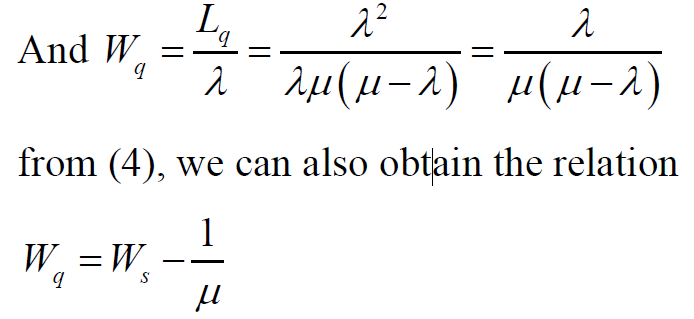 And W_q = L_q/λ = λ²/λμ(μ−λ) = λ/μ(μ−λ)
from (4), we can also obtain the relation
W_q = W_s − 1/μ